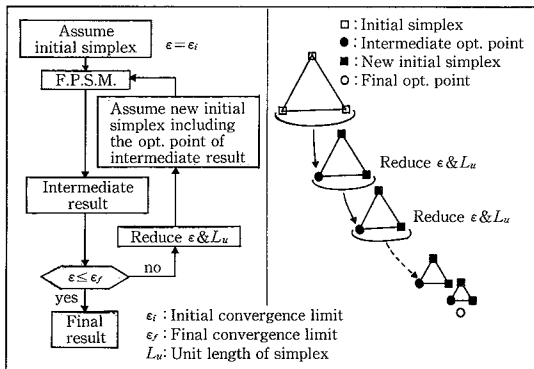 Assume
initial simplex
ε=εi
F.P.S.M.
Assume new initial
simplex including
the opt. point of
intermediate result
Intermediate
result
Reduce ε&Lu
ε≤εf
no
yes
Final
result
εi : Initial convergence limit
εf : Final convergence limit
Lu : Unit length of simplex
□ : Initial simplex
● : Intermediate opt. point
■ : New initial simplex
○ : Final opt. point
Reduce ε&Lu
Reduce ε&Lu